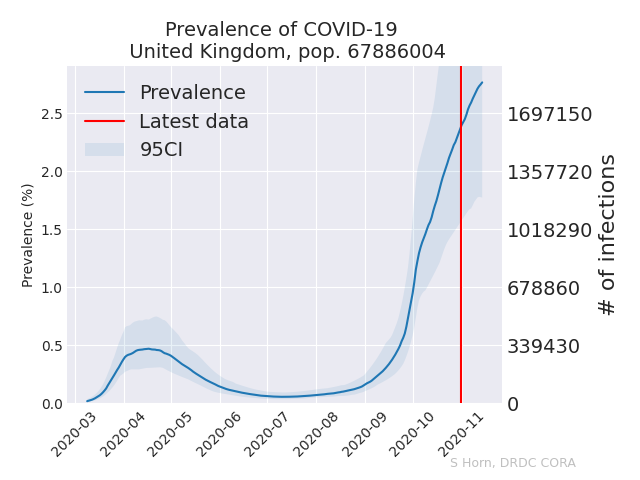 Prevalence of COVID-19
United Kingdom, pop. 67886044
Prevalence
Latest data
95CI
Prevalence (%)
2.5
2.0
1.5
1.0
0.5
0.0
1697150
1357720
1018290
678860
339430
0
# of infections
2020-03
2020-04
2020-05
2020-06
2020-07
2020-08
2020-09
2020-10
2020-11
S Horn, DRDC CORA